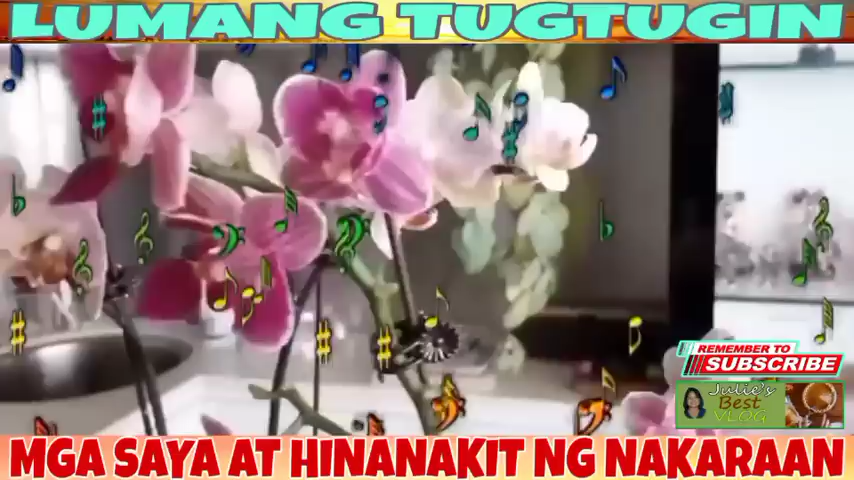 LUMANG TUGTUGIN
REMEMBER TO
SUBSCRIBE
Julie's
Best
VLOG
MGA SAYA AT HINANAKIT NG NAKARAAN